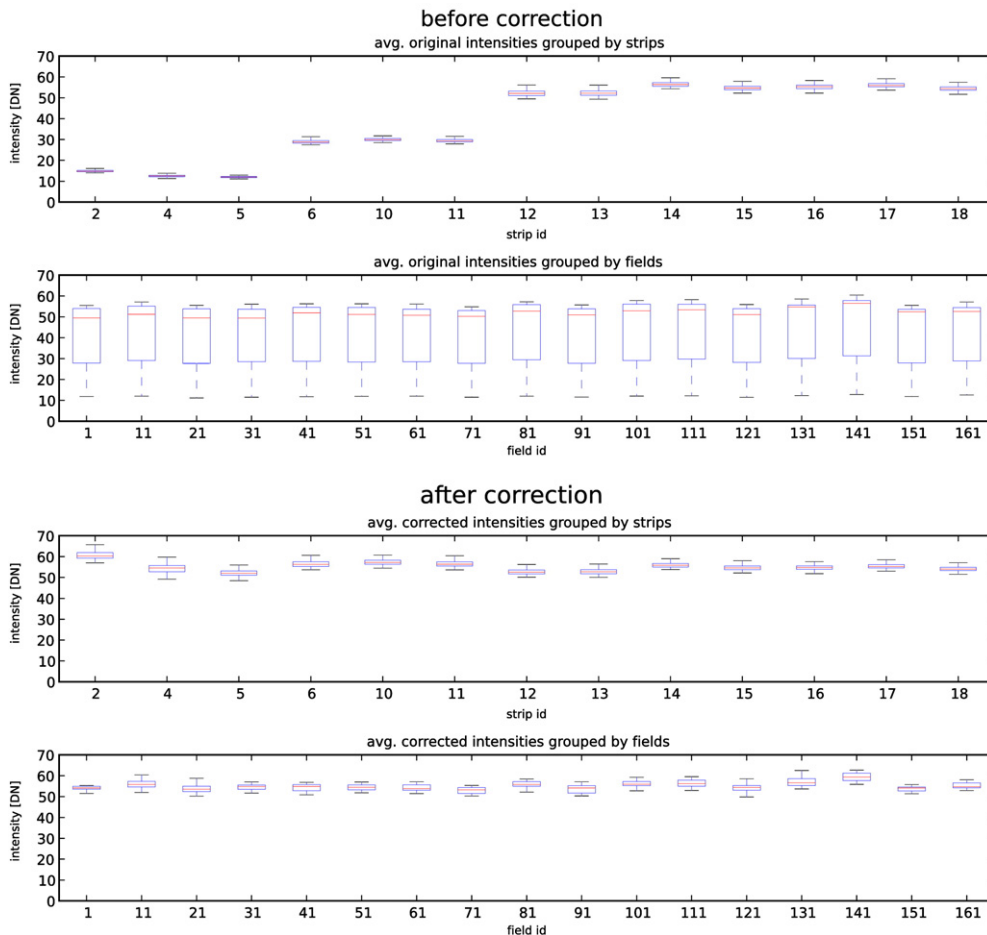 before correction
avg. original intensities grouped by strips
70
60
50
40
30
20
10
0
intensity [DN]
2 4 5 6 10 11 12 13 14 15 16 17 18
strip id
avg. original intensities grouped by fields
70
60
50
40
30
20
10
0
intensity [DN]
1 11 21 31 41 51 61 71 81 91 101 111 121 131 141 151 161
field id
after correction
avg. corrected intensities grouped by strips
70
60
50
40
30
20
10
0
intensity [DN]
2 4 5 6 10 11 12 13 14 15 16 17 18
strip id
avg. corrected intensities grouped by fields
70
60
50
40
30
20
10
0
intensity [DN]
1 11 21 31 41 51 61 71 81 91 101 111 121 131 141 151 161
field id